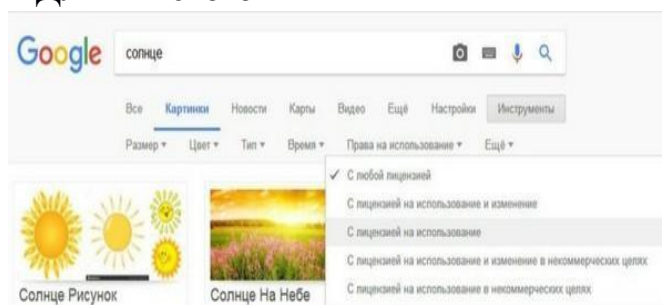 Google солнце
Все Картинки Новости Карты Видео Ещё Настройки Инструменты
Размер Цвет Тип Время Права на использование Ещё
✓ С любой лицензией
С лицензией на использование и изменение
С лицензией на использование
С лицензией на использование и изменение в некоммерческих целях
С лицензией на использование в некоммерческих целях
Солнце Рисунок
Солнце На Небе